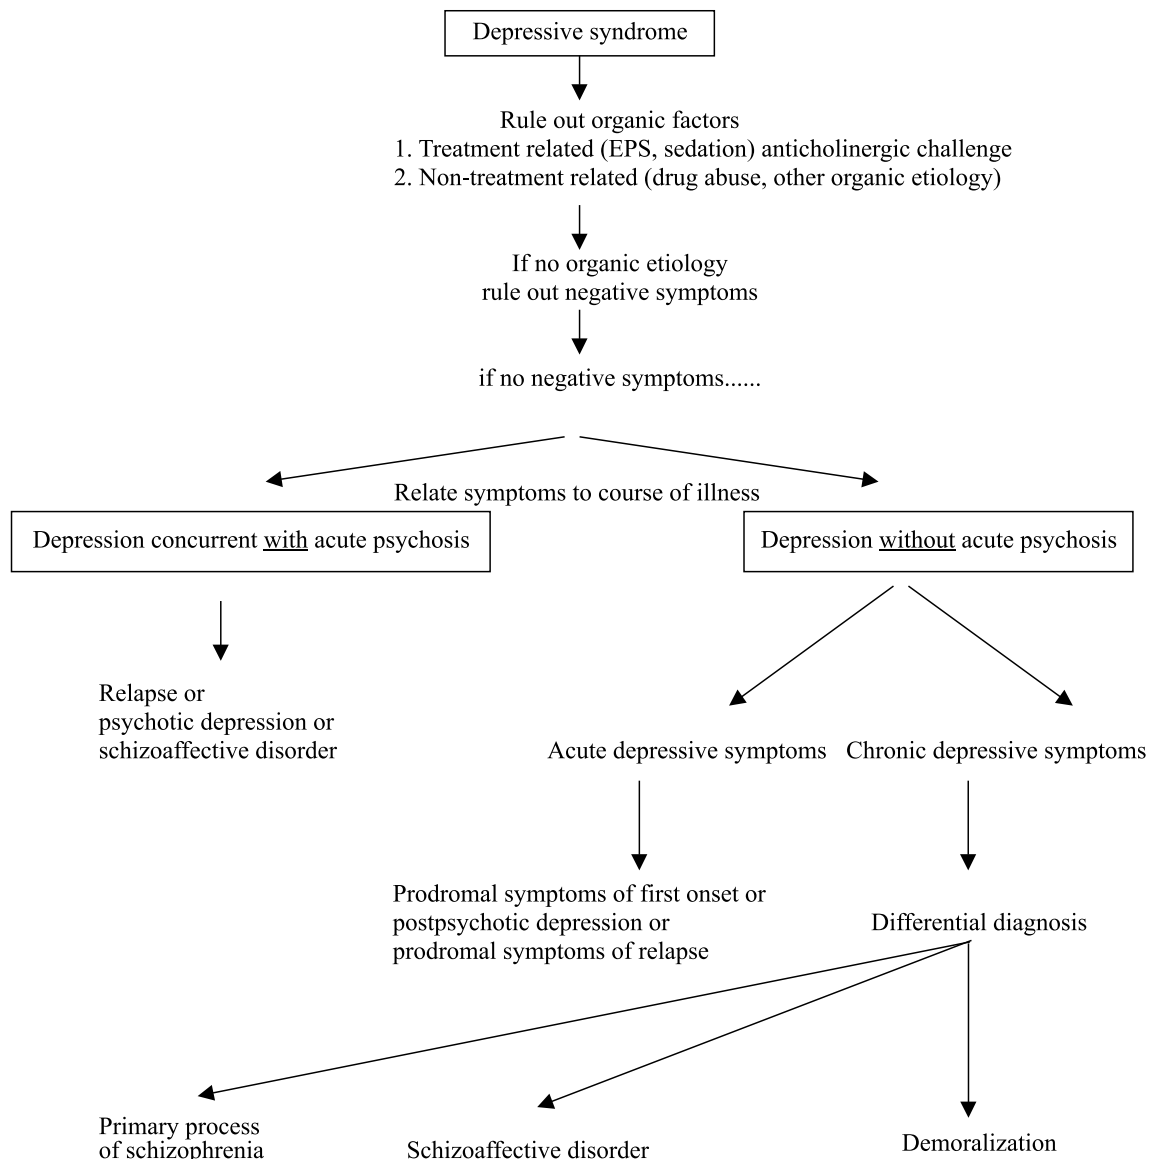 Depressive syndrome
Rule out organic factors
1. Treatment related (EPS, sedation) anticholinergic challenge
2. Non-treatment related (drug abuse, other organic etiology)
If no organic etiology
rule out negative symptoms
if no negative symptoms......
Relate symptoms to course of illness
Depression concurrent with acute psychosis
Depression without acute psychosis
Relapse or
psychotic depression or
schizoaffective disorder
Acute depressive symptoms
Chronic depressive symptoms
Prodromal symptoms of first onset or
postpsychotic depression or
prodromal symptoms of relapse
Differential diagnosis
Primary process
of schizophrenia
Schizoaffective disorder
Demoralization